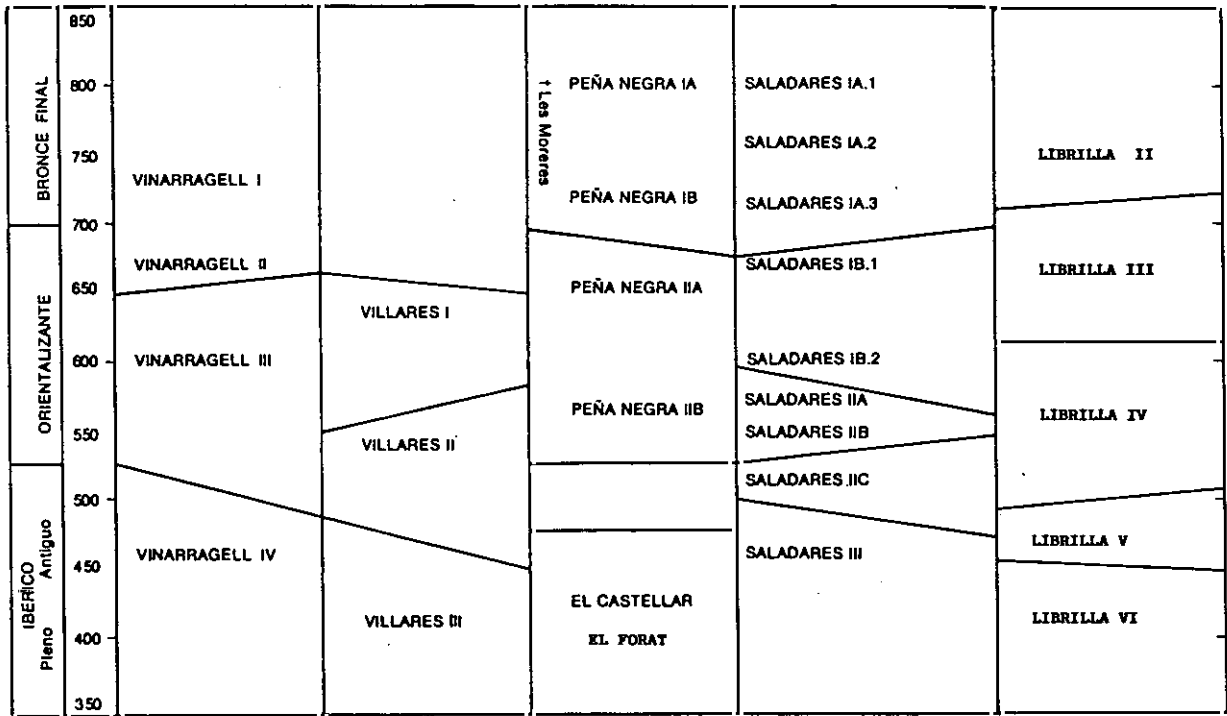 BRONCE FINAL
ORIENTALIZANTE
IBERICO
Pleno Antiguo
850
800
750
700
650
600
550
500
450
400
350
VINARRAGELL I
VINARRAGELL II
VINARRAGELL III
VINARRAGELL IV
VILLARES I
VILLARES II
VILLARES III
† Les Moreres
PEÑA NEGRA IA
PEÑA NEGRA IB
PEÑA NEGRA IIA
PEÑA NEGRA IIB
EL CASTELLAR
EL FORAT
SALADARES IA.1
SALADARES IA.2
SALADARES IA.3
SALADARES IB.1
SALADARES IB.2
SALADARES IIA
SALADARES IIB
SALADARES IIC
SALADARES III
LIBRILLA II
LIBRILLA III
LIBRILLA IV
LIBRILLA V
LIBRILLA VI